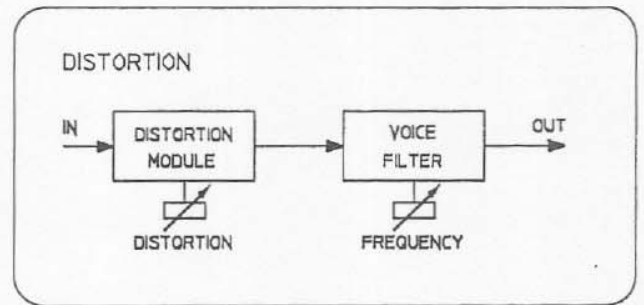 DISTORTION
IN
DISTORTION
MODULE
VOICE
FILTER
OUT
DISTORTION
FREQUENCY